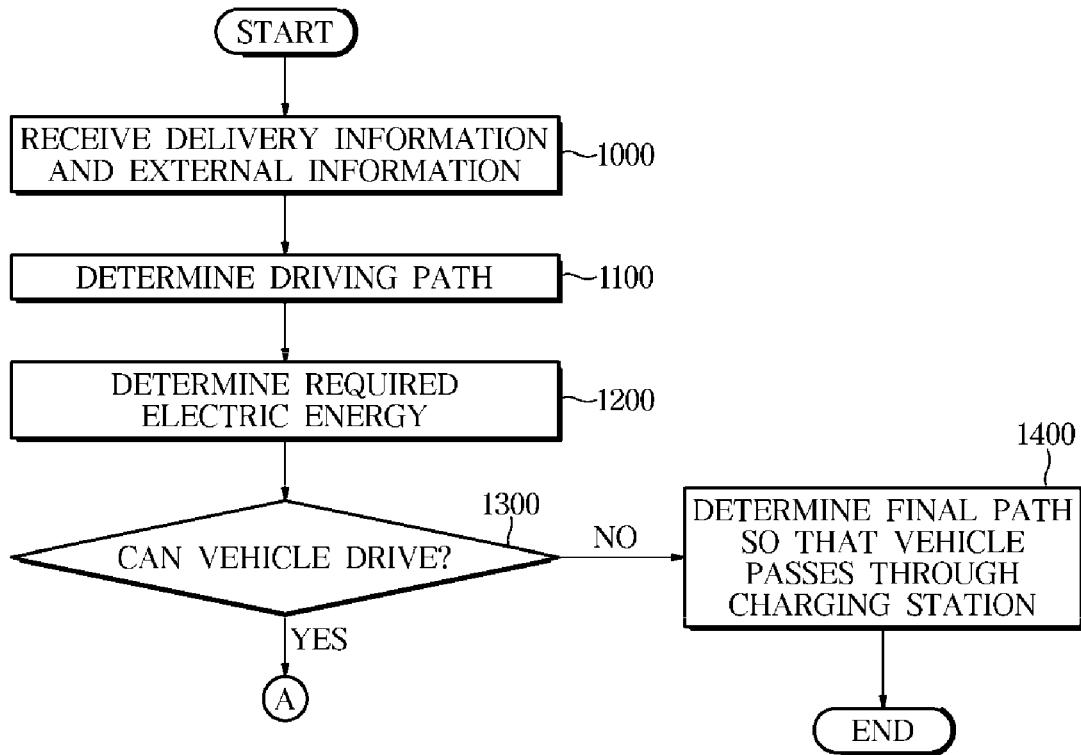 START
RECEIVE DELIVERY INFORMATION
AND EXTERNAL INFORMATION
1000
DETERMINE DRIVING PATH
1100
DETERMINE REQUIRED
ELECTRIC ENERGY
1200
CAN VEHICLE DRIVE?
1300
NO
YES
A
1400
DETERMINE FINAL PATH
SO THAT VEHICLE
PASSES THROUGH
CHARGING STATION
END